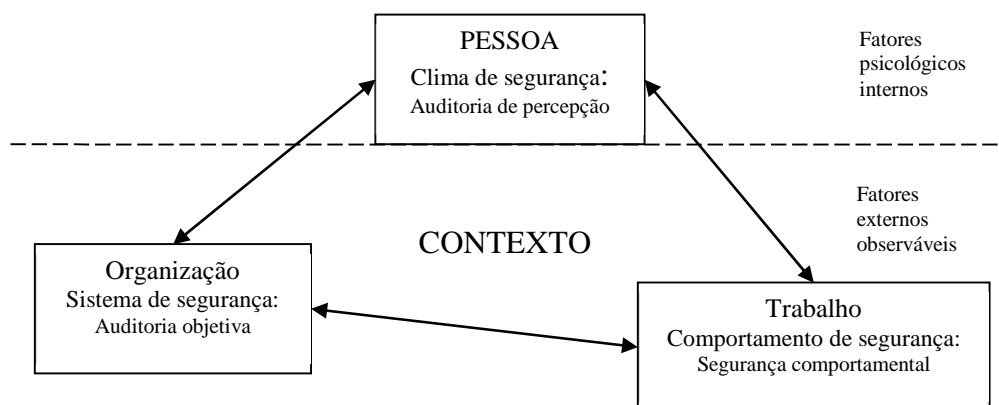 PESSOA
Clima de segurança:
Auditoria de percepção
Fatores
psicológicos
internos
Fatores
externos
observáveis
CONTEXTO
Organização
Sistema de segurança:
Auditoria objetiva
Trabalho
Comportamento de segurança:
Segurança comportamental